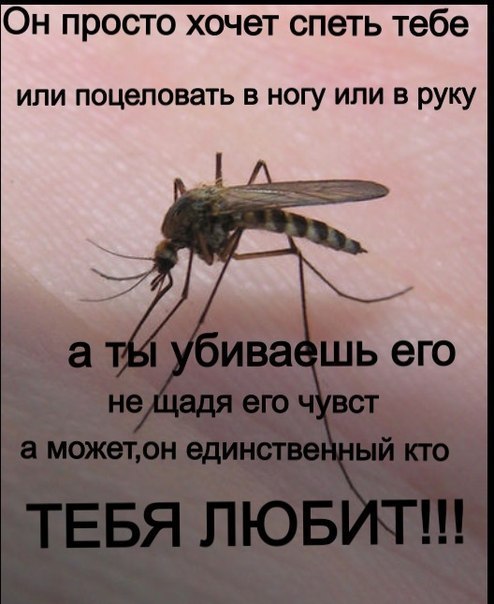 Он просто хочет спеть тебе
или поцеловать в ногу или в руку
а ты убиваешь его
не щадя его чувст
а может,он единственный кто
ТЕБЯ ЛЮБИТ!!!